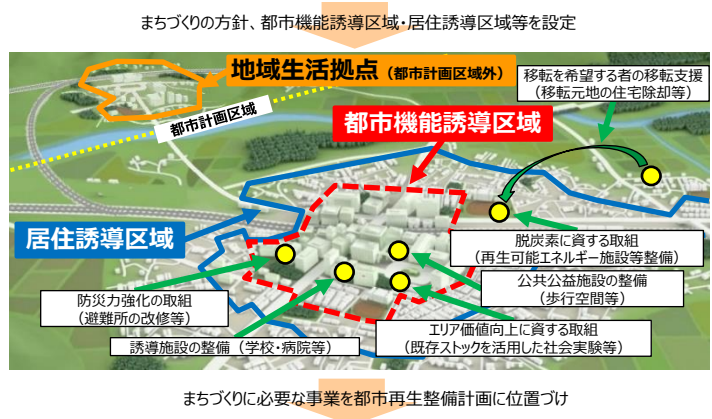 まちづくりの方針、都市機能誘導区域・居住誘導区域等を設定
地域生活拠点（都市計画区域外）
移転を希望する者の移転支援
（移転元地の住宅除却等）
都市計画区域
都市機能誘導区域
居住誘導区域
脱炭素に資する取組
（再生可能エネルギー施設等整備）
公共公益施設の整備
（歩行空間等）
防災力強化の取組
（避難所の改修等）
エリア価値向上に資する取組
（既存ストックを活用した社会実験等）
誘導施設の整備（学校・病院等）
まちづくりに必要な事業を都市再生整備計画に位置づけ